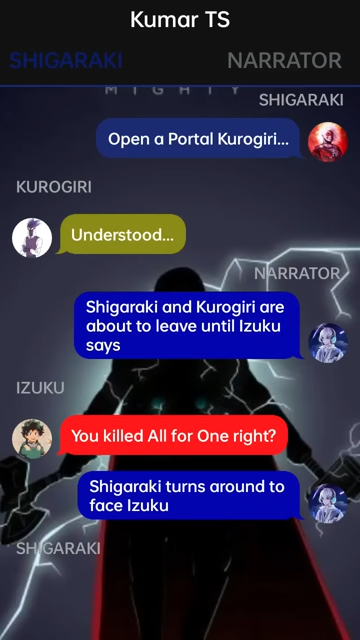 Kumar TS
SHIGARAKI NARRATOR
MIGHTY
SHIGARAKI
Open a Portal Kurogiri...
KUROGIRI
Understood...
NARRATOR
Shigaraki and Kurogiri are
about to leave until Izuku
says
IZUKU
You killed All for One right?
Shigaraki turns around to
face Izuku
SHIGARAKI